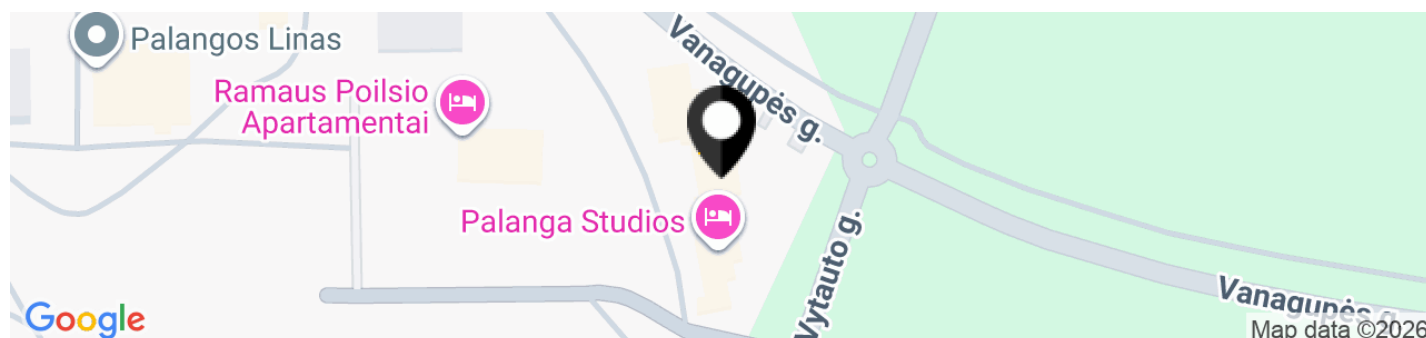 Palangos Linas
Vanagupės g.
Ramaus Poilsio
Apartamentai
Palanga Studios
Vytauto g.
Vanagupės g.
Google
Map data ©2026